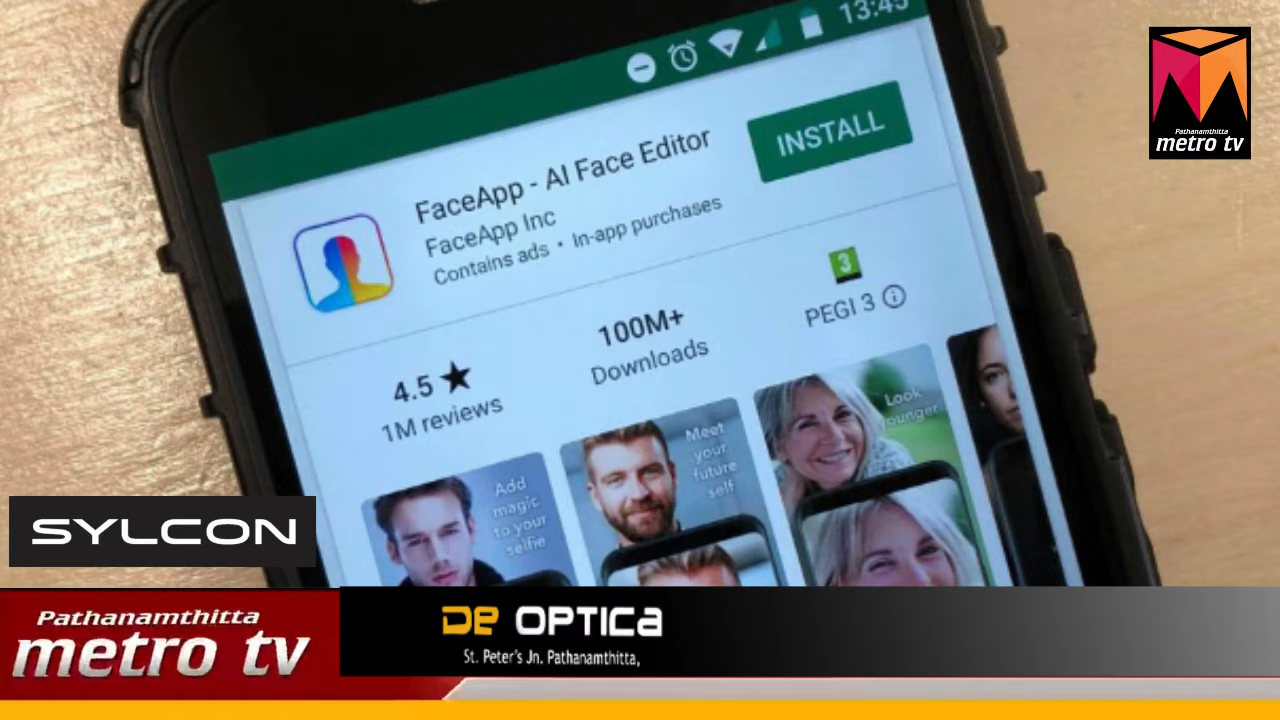 13:45
INSTALL
FaceApp - AI Face Editor
FaceApp Inc
Contains ads • In-app purchases
3
4.5 ★
1M reviews
100M+
Downloads
PEGI 3
Add
magic
to your
selfie
Meet
your
future
self
Look
younger
Pathanamthitta
metro tv
SYLCON
Pathanamthitta
metro tv
De OPTICa
St. Peter's Jn. Pathanamthitta,